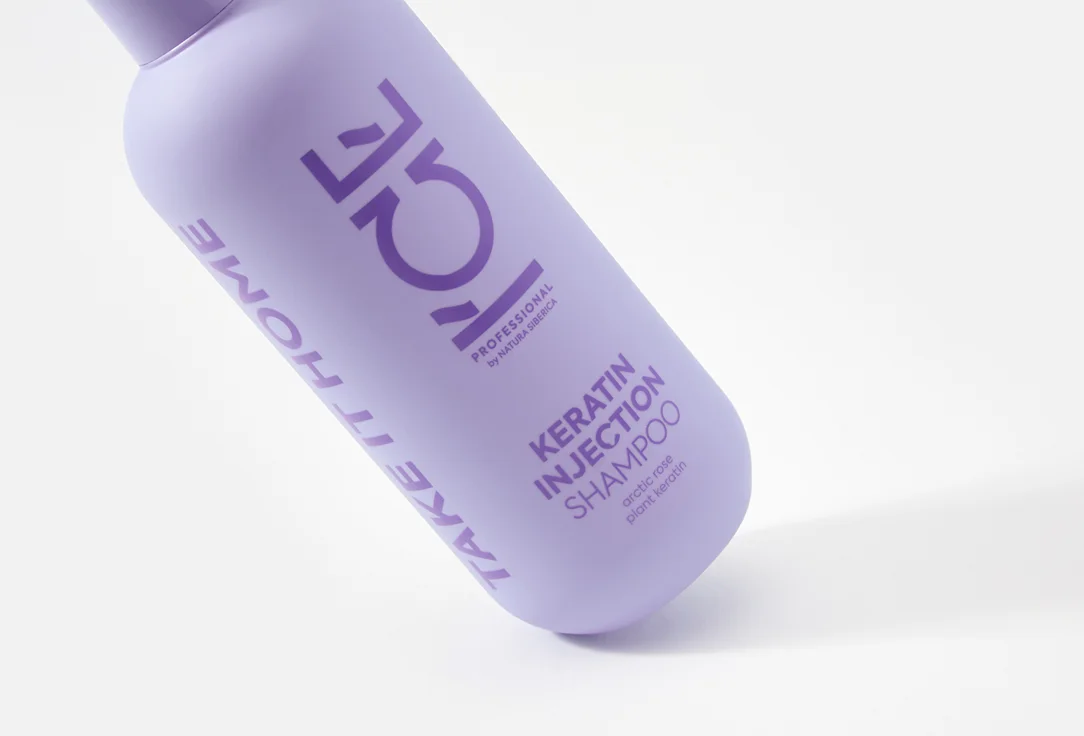 ICE
PROFESSIONAL
by NATURA SIBERICA
KERATIN
INJECTION
SHAMPOO
arctic rose
plant keratin
TAKE IT HOME